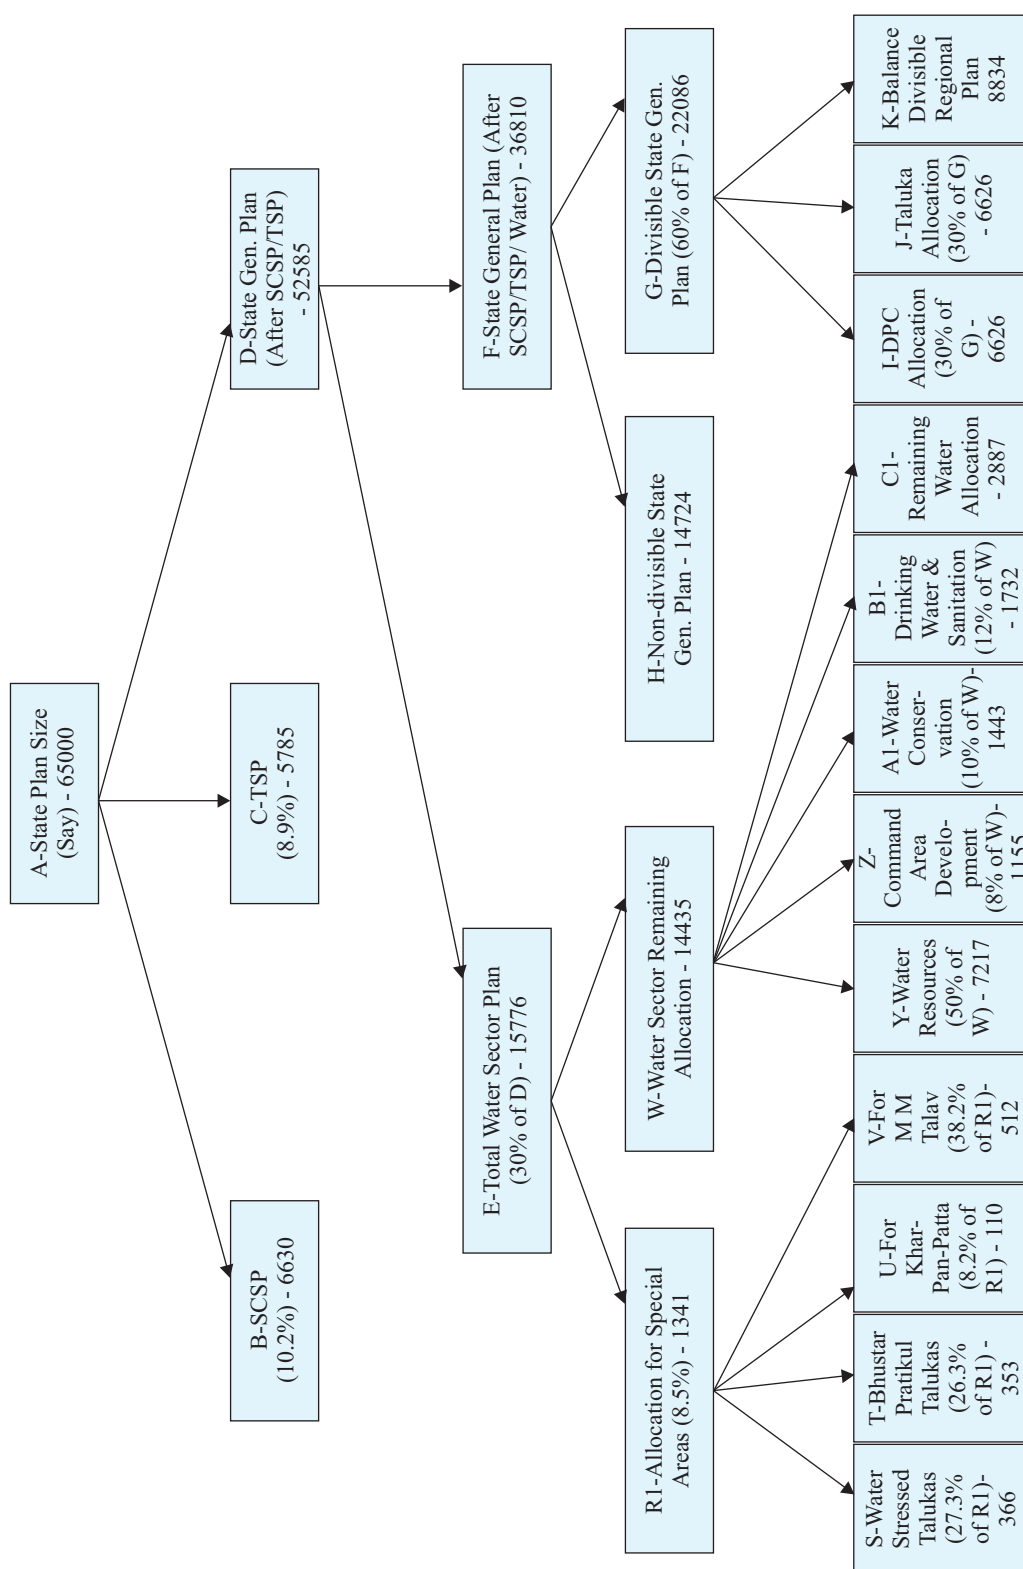 A-State Plan Size
(Say) - 65000
B-SCSP
(10.2%) - 6630
C-TSP
(8.9%) - 5785
D-State Gen. Plan
(After SCSP/TSP)
- 52585
E-Total Water Sector Plan
(30% of D) - 15776
F-State General Plan (After
SCSP/TSP/ Water) - 36810
R1-Allocation for Special
Areas (8.5%) - 1341
W-Water Sector Remaining
Allocation - 14435
H-Non-divisible State
Gen. Plan - 14724
G-Divisible State Gen.
Plan (60% of F) - 22086
S-Water
Stressed
Talukas
(27.3%
of R1)-
366
T-Bhustar
Pratikul
Talukas
(26.3%
of R1) -
353
U-For
Khar-
Pan-Patta
(8.2% of
R1) - 110
V-For
M M
Talav
(38.2%
of R1)-
512
Y-Water
Resources
(50% of
W) - 7217
Z-
Command
Area
Develo-
pment
(8% of W)-
1155
A1-Water
Conser-
vation
(10% of W)-
1443
B1-
Drinking
Water &
Sanitation
(12% of W)
- 1732
C1-
Remaining
Water
Allocation
- 2887
I-DPC
Allocation
(30% of
G) -
6626
J-Taluka
Allocation
(30% of G)
- 6626
K-Balance
Divisible
Regional
Plan
8834